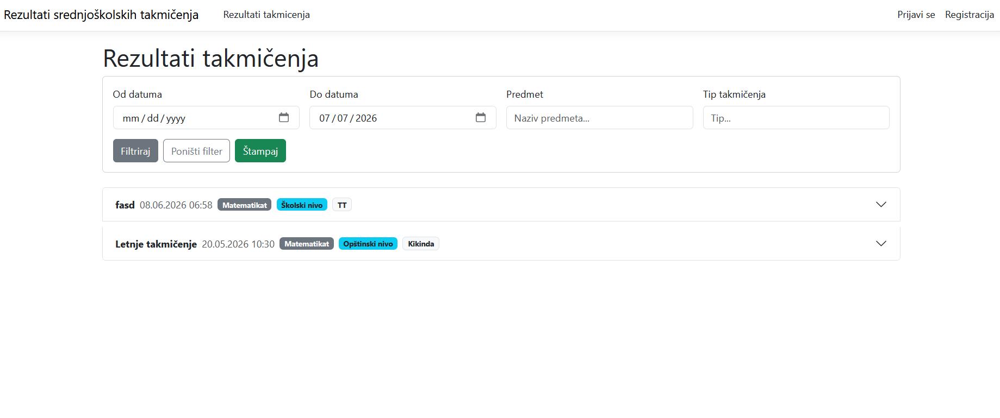 Rezultati srednjoškolskih takmičenja Rezultati takmicenja Prijavi se Registracija
Rezultati takmičenja
Od datuma Do datuma Predmet Tip takmičenja
mm/dd/yyyy 07/07/2026 Naziv predmeta... Tip...
Filtriraj Poništi filter Štampaj
fasd 08.06.2026 06:58 Matematikat Školski nivo TT
Letnje takmičenje 20.05.2026 10:30 Matematikat Opštinski nivo Kikinda